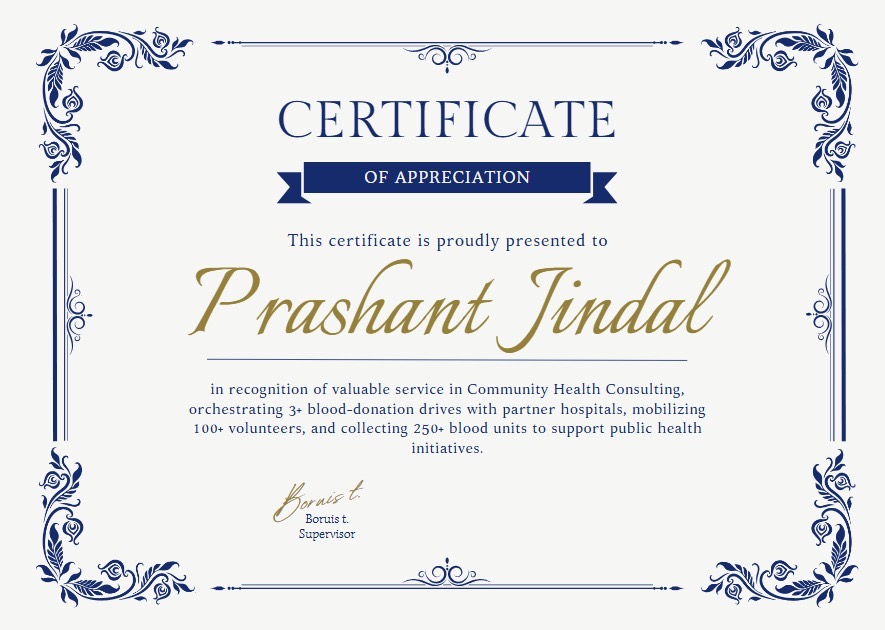 CERTIFICATE
OF APPRECIATION
This certificate is proudly presented to
Prashant Jindal
in recognition of valuable service in Community Health Consulting,
orchestrating 3+ blood-donation drives with partner hospitals, mobilizing
100+ volunteers, and collecting 250+ blood units to support public health
initiatives.
Boruis t.
Boruis t.
Supervisor